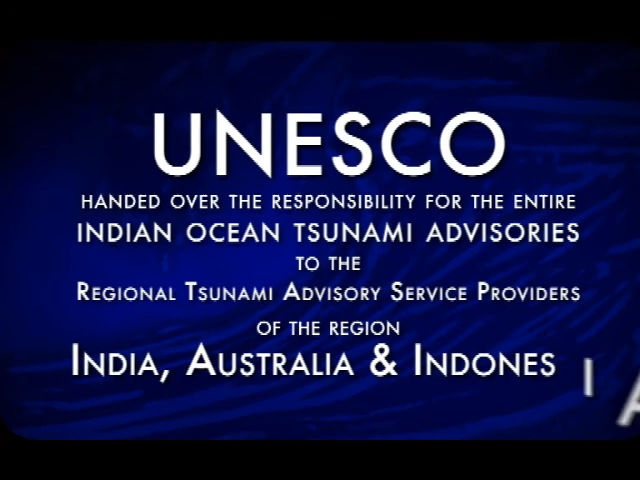 UNESCO
HANDED OVER THE RESPONSIBILITY FOR THE ENTIRE
INDIAN OCEAN TSUNAMI ADVISORIES
TO THE
REGIONAL TSUNAMI ADVISORY SERVICE PROVIDERS
OF THE REGION
INDIA, AUSTRALIA & INDONES I A